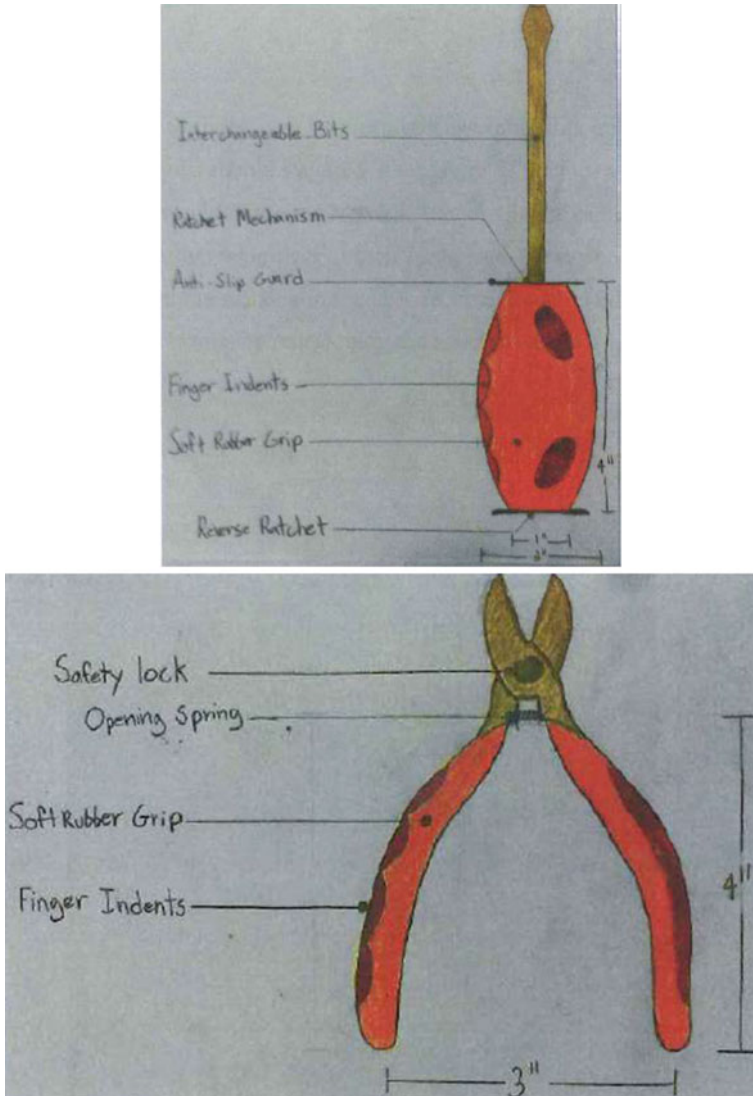 Interchangeable Bits
Ratchet Mechanism
Anti-Slip Guard
Finger Indents
Soft Rubber Grip
4"
Reverse Ratchet
1"
Safety lock
Opening Spring
Soft Rubber Grip
4"
Finger Indents
3"